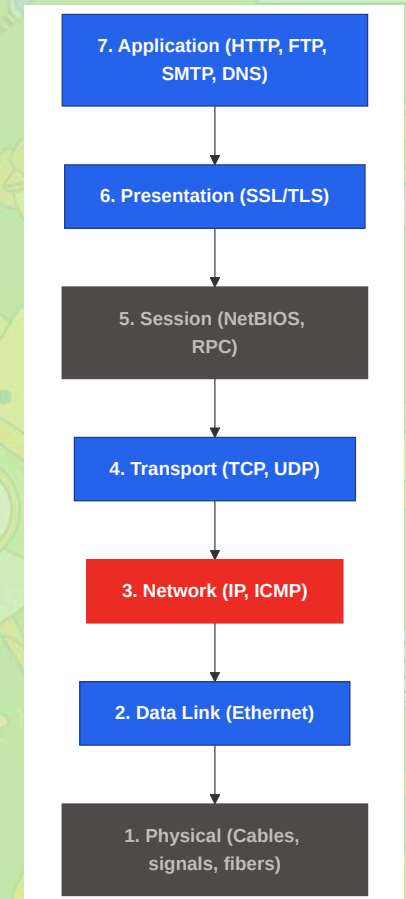 7. Application (HTTP, FTP,
SMTP, DNS)
6. Presentation (SSL/TLS)
5. Session (NetBIOS,
RPC)
4. Transport (TCP, UDP)
3. Network (IP, ICMP)
2. Data Link (Ethernet)
1. Physical (Cables,
signals, fibers)